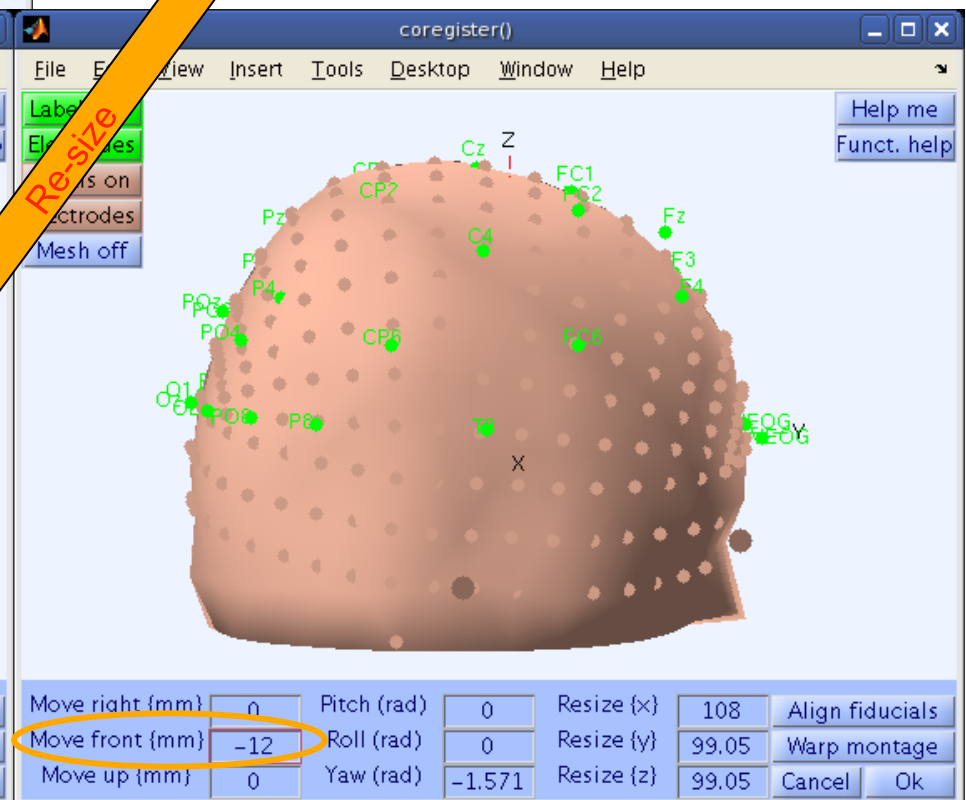 coregister()
File View Insert Tools Desktop Window Help
Help me
Funct. help
Re-size
Mesh off
Z
Cz
FC1
CP2
Pz
C4
Fz
F3
F4
P4
POz
PO4
CP6
FC6
O1
PO8
P8
T8
X
VEOG
Y
Move right {mm} 0 Pitch (rad) 0 Resize {x} 108 Align fiducials
Move front {mm} -12 Roll (rad) 0 Resize {y} 99.05 Warp montage
Move up {mm} 0 Yaw (rad) -1.571 Resize {z} 99.05 Cancel Ok